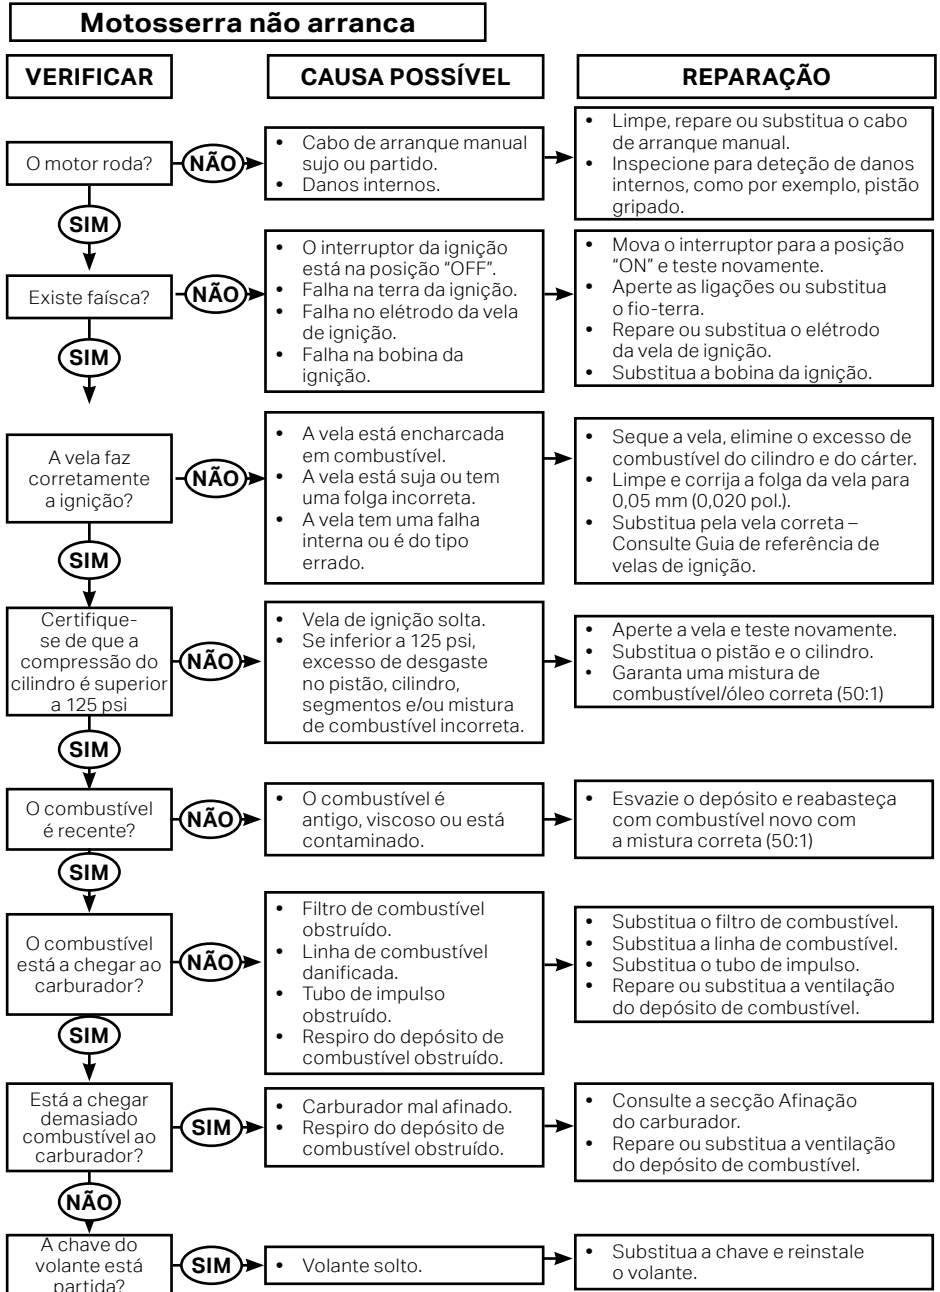 Motosserra não arranca
VERIFICAR
CAUSA POSSÍVEL
REPARAÇÃO
O motor roda?
NÃO
• Cabo de arranque manual
sujo ou partido.
• Danos internos.
• Limpe, repare ou substitua o cabo
de arranque manual.
• Inspecione para deteção de danos
internos, como por exemplo, pistão
gripado.
SIM
Existe faísca?
NÃO
• O interruptor da ignição
está na posição “OFF”.
• Falha na terra da ignição.
• Falha no elétrodo da vela
de ignição.
• Falha na bobina da
ignição.
• Mova o interruptor para a posição
“ON” e teste novamente.
• Aperte as ligações ou substitua
o fio-terra.
• Repare ou substitua o elétrodo
da vela de ignição.
• Substitua a bobina da ignição.
SIM
A vela faz
corretamente
a ignição?
NÃO
• A vela está encharcada
em combustível.
• A vela está suja ou tem
uma folga incorreta.
• A vela tem uma falha
interna ou é do tipo
errado.
• Seque a vela, elimine o excesso de
combustível do cilindro e do cárter.
• Limpe e corrija a folga da vela para
0,05 mm (0,020 pol.).
• Substitua pela vela correta –
Consulte Guia de referência de
velas de ignição.
SIM
Certifique-
se de que a
compressão do
cilindro é superior
a 125 psi
NÃO
• Vela de ignição solta.
• Se inferior a 125 psi,
excesso de desgaste
no pistão, cilindro,
segmentos e/ou mistura
de combustível incorreta.
• Aperte a vela e teste novamente.
• Substitua o pistão e o cilindro.
• Garanta uma mistura de
combustível/óleo correta (50:1)
SIM
O combustível
é recente?
NÃO
• O combustível é
antigo, viscoso ou está
contaminado.
• Esvazie o depósito e reabasteça
com combustível novo com
a mistura correta (50:1)
SIM
O combustível
está a chegar ao
carburador?
NÃO
• Filtro de combustível
obstruído.
• Linha de combustível
danificada.
• Tubo de impulso
obstruído.
• Respiro do depósito de
combustível obstruído.
• Substitua o filtro de combustível.
• Substitua a linha de combustível.
• Substitua o tubo de impulso.
• Repare ou substitua a ventilação
do depósito de combustível.
SIM
Está a chegar
demasiado
combustível ao
carburador?
SIM
• Carburador mal afinado.
• Respiro do depósito de
combustível obstruído.
• Consulte a secção Afinação
do carburador.
• Repare ou substitua a ventilação
do depósito de combustível.
NÃO
A chave do
volante está
partida?
SIM
• Volante solto.
• Substitua a chave e reinstale
o volante.